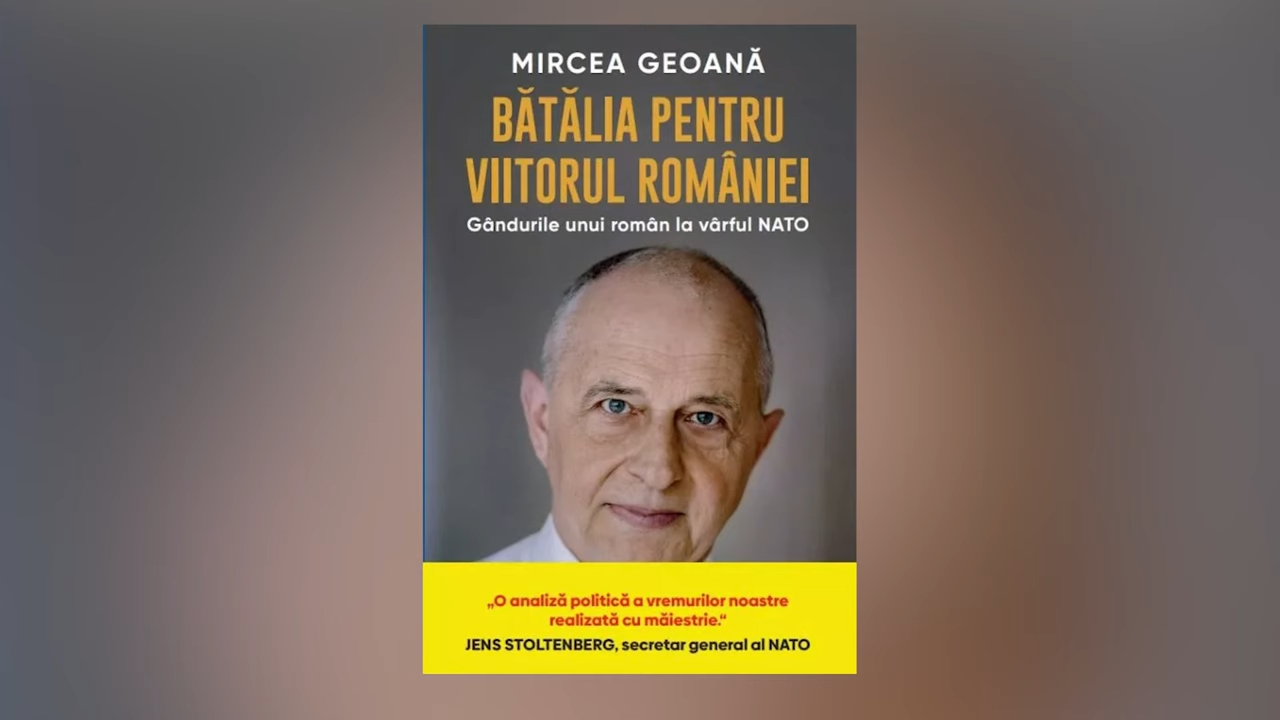 MIRCEA GEOANĂ
BĂTĂLIA PENTRU
VIITORUL ROMÂNIEI
Gândurile unui român la vârful NATO
„O analiză politică a vremurilor noastre
realizată cu măiestrie.“
JENS STOLTENBERG, secretar general al NATO